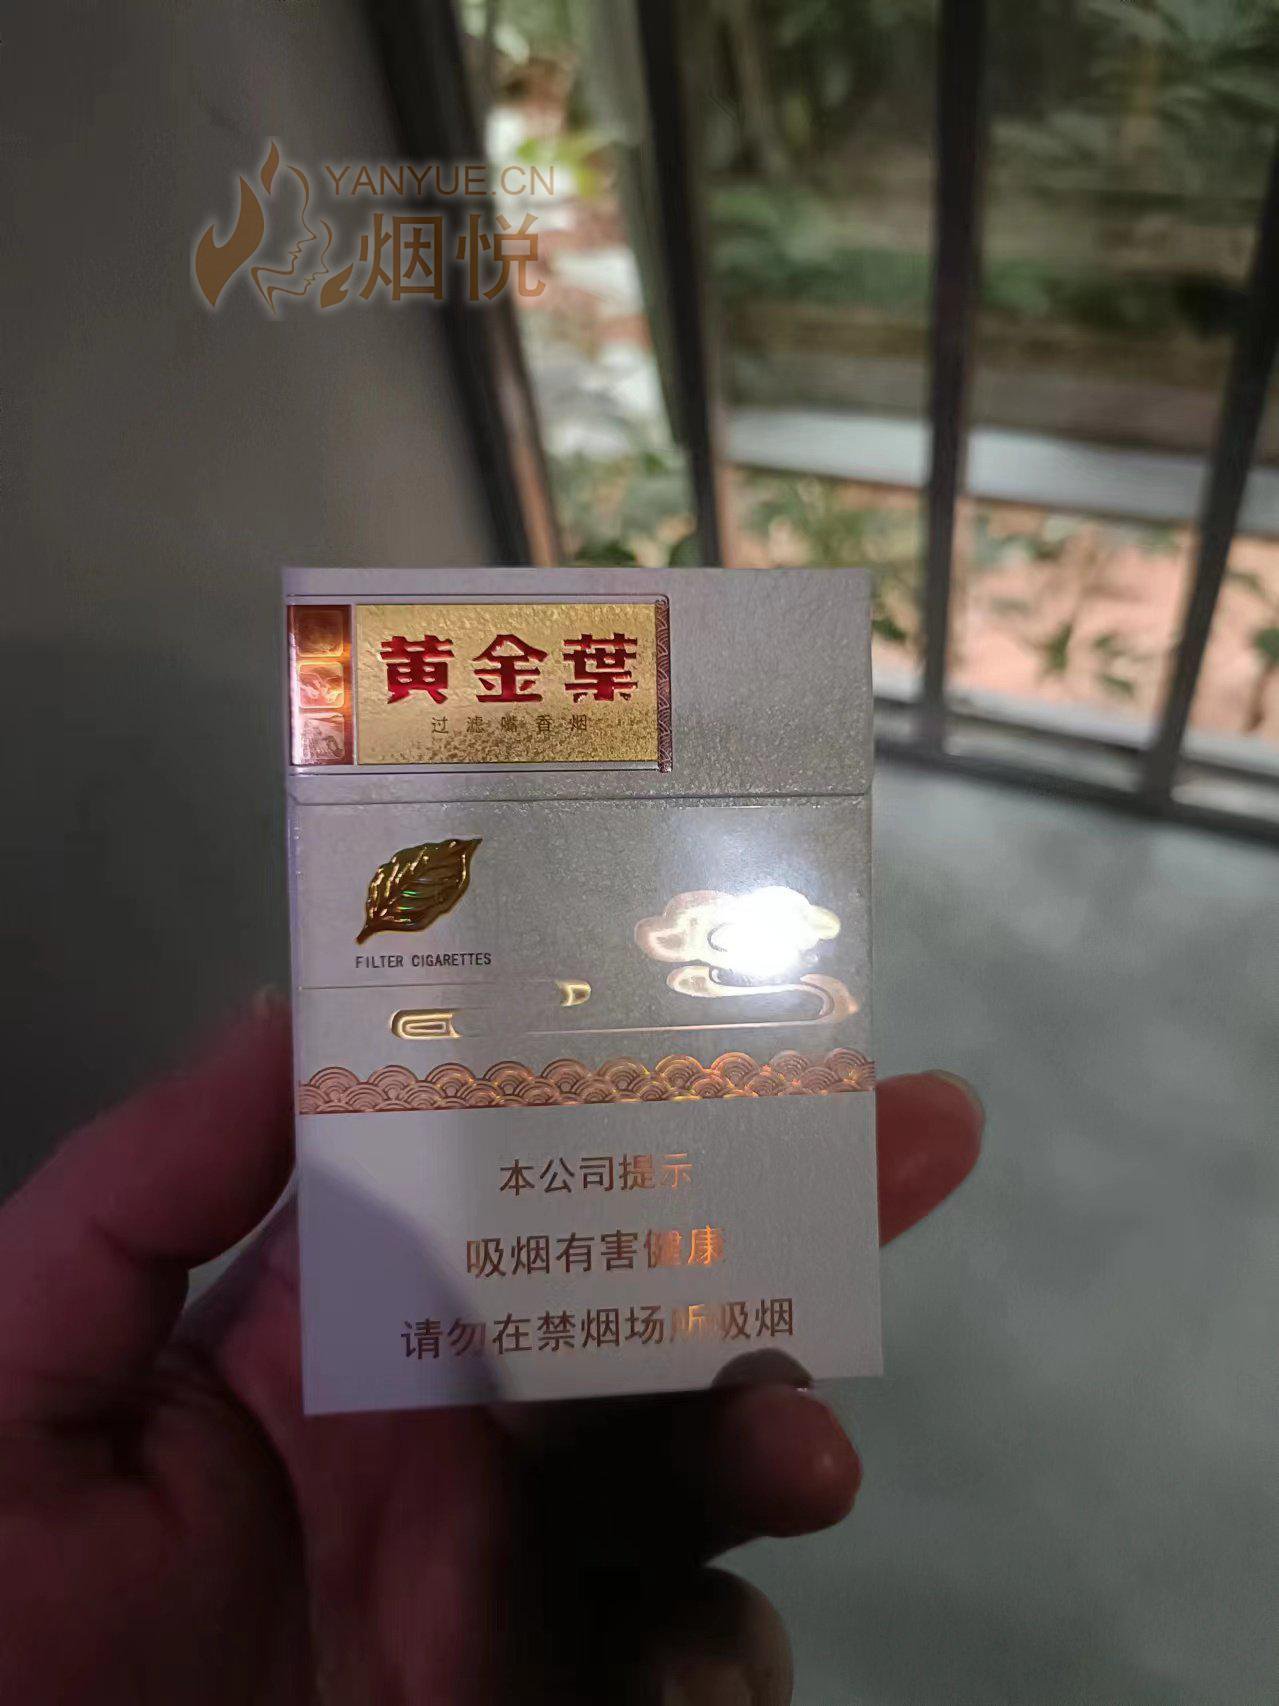 YANYUE.CN
烟悦
黄金葉
过滤嘴香烟
FILTER CIGARETTES
本公司提示
吸烟有害健康
请勿在禁烟场所吸烟